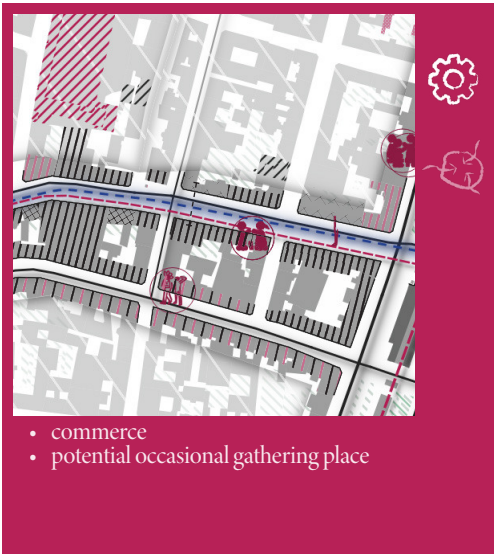 • commerce
• potential occasional gathering place